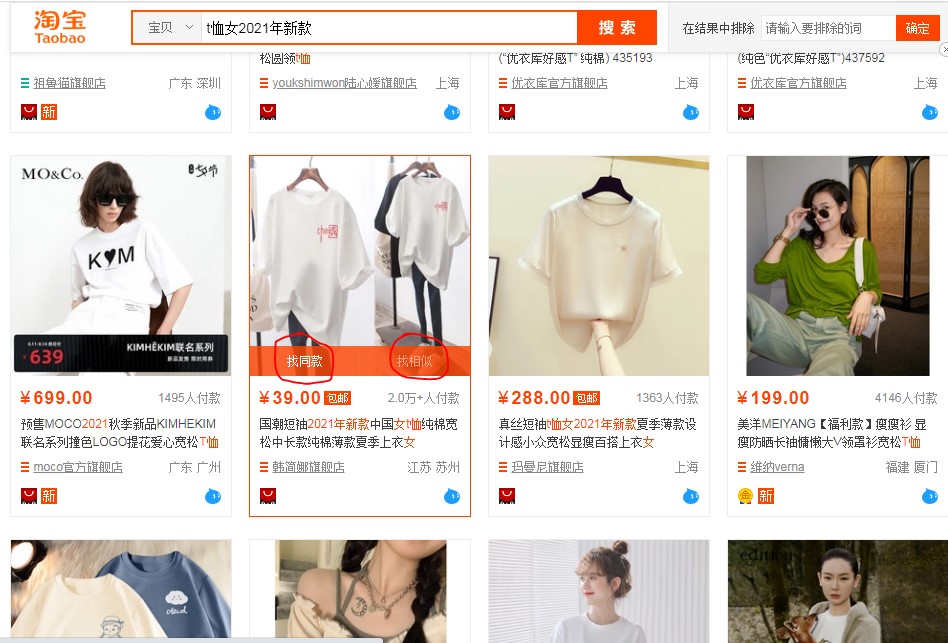 淘宝
Taobao
宝贝
t恤女2021年新款
搜 索
在结果中排除
请输入要排除的词
确定
松圆领t恤
("优衣库好感T" 纯棉) 435193
(纯色"优衣库好感T")437592
祖鲁猫旗舰店
广东 深圳
youkshimwon陆心媛旗舰店
上海
优衣库官方旗舰店
上海
优衣库官方旗舰店
上海
新
MO&Co.
K M
KIMHĒKIM联名系列
¥639
新品发售 限时用券
china
china
找同款
找相似
¥699.00
1495人付款
预售MOCO2021秋季新品KIMHEKIM
联名系列撞色LOGO提花爱心宽松T恤
moco官方旗舰店
广东 广州
新
¥39.00
包邮
2.0万+人付款
国潮短袖2021年新款中国女t恤纯棉宽
松中长款纯棉薄款夏季上衣女
韩简娜旗舰店
江苏 苏州
¥288.00
包邮
1363人付款
真丝短袖t恤女2021年新款夏季薄款设
计感小众宽松显瘦百搭上衣女
玛曼尼旗舰店
上海
¥199.00
4146人付款
美洋MEIYANG【福利款】瘦瘦衫 显
瘦防晒长袖慵懒大V领罩衫宽松T恤
维纳verna
福建 厦门
金
新
cloud
edition